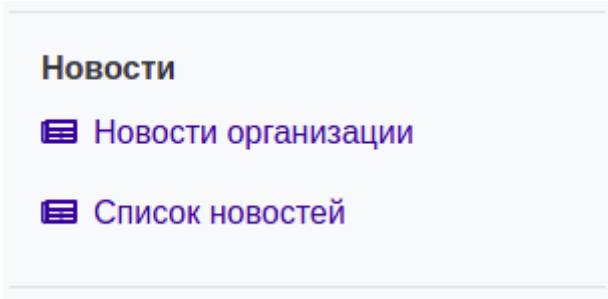 Новости
Новости организации
Список новостей